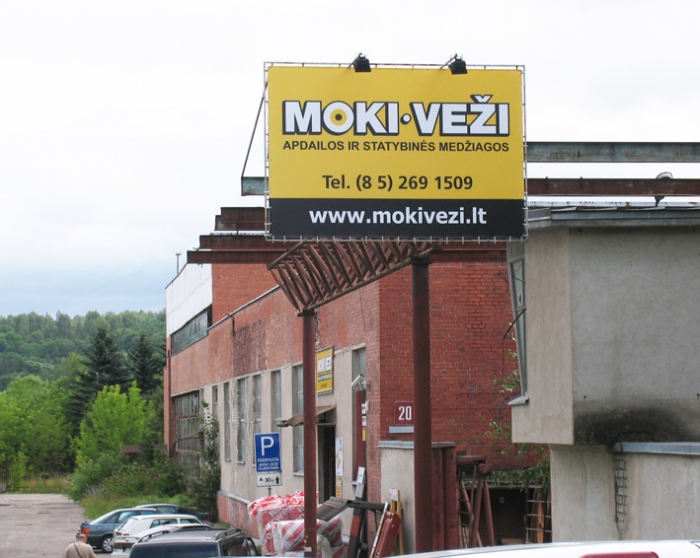 MOKI·VEŽI
APDAILOS IR STATYBINĖS MEDŽIAGOS
Tel. (8 5) 269 1509
www.mokivezi.lt
20
P